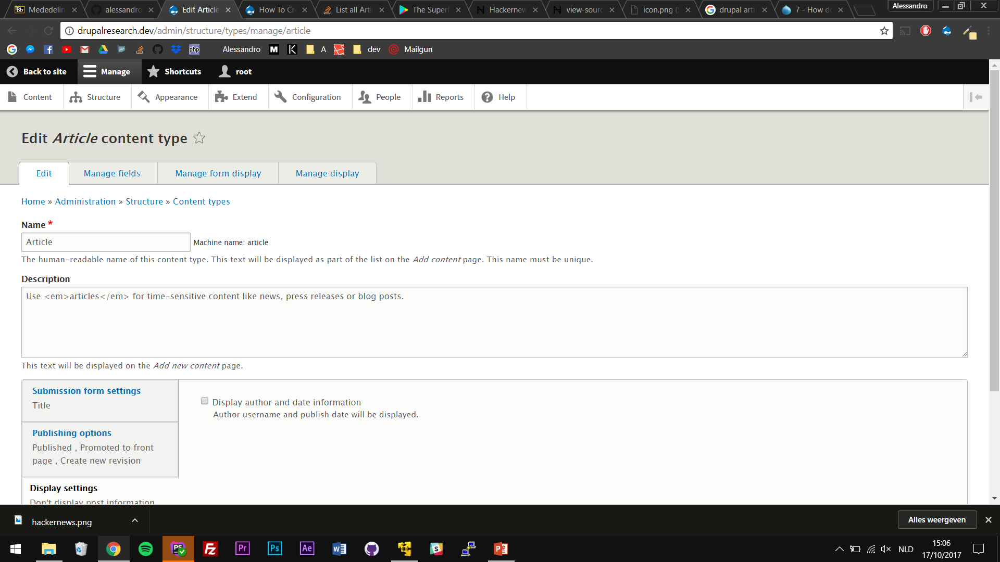 Mededelin
alessandro
Edit Article
How To Cr
List all Arti
The Super
Hackernew
view-sourc
icon.png (
drupal arti
7 - How do
Alessandro
drupalresearch.dev/admin/structure/types/manage/article
Alessandro
A
dev
Mailgun
Back to site
Manage
Shortcuts
root
Content
Structure
Appearance
Extend
Configuration
People
Reports
Help
Edit Article content type
Edit
Manage fields
Manage form display
Manage display
Home » Administration » Structure » Content types
Name *
Article
Machine name: article
The human-readable name of this content type. This text will be displayed as part of the list on the Add content page. This name must be unique.
Description
Use <em>articles</em> for time-sensitive content like news, press releases or blog posts.
This text will be displayed on the Add new content page.
Submission form settings
Title
Display author and date information
Author username and publish date will be displayed.
Publishing options
Published , Promoted to front
page , Create new revision
Display settings
Don't display post information
hackernews.png
Alles weergeven
NLD
15:06
17/10/2017